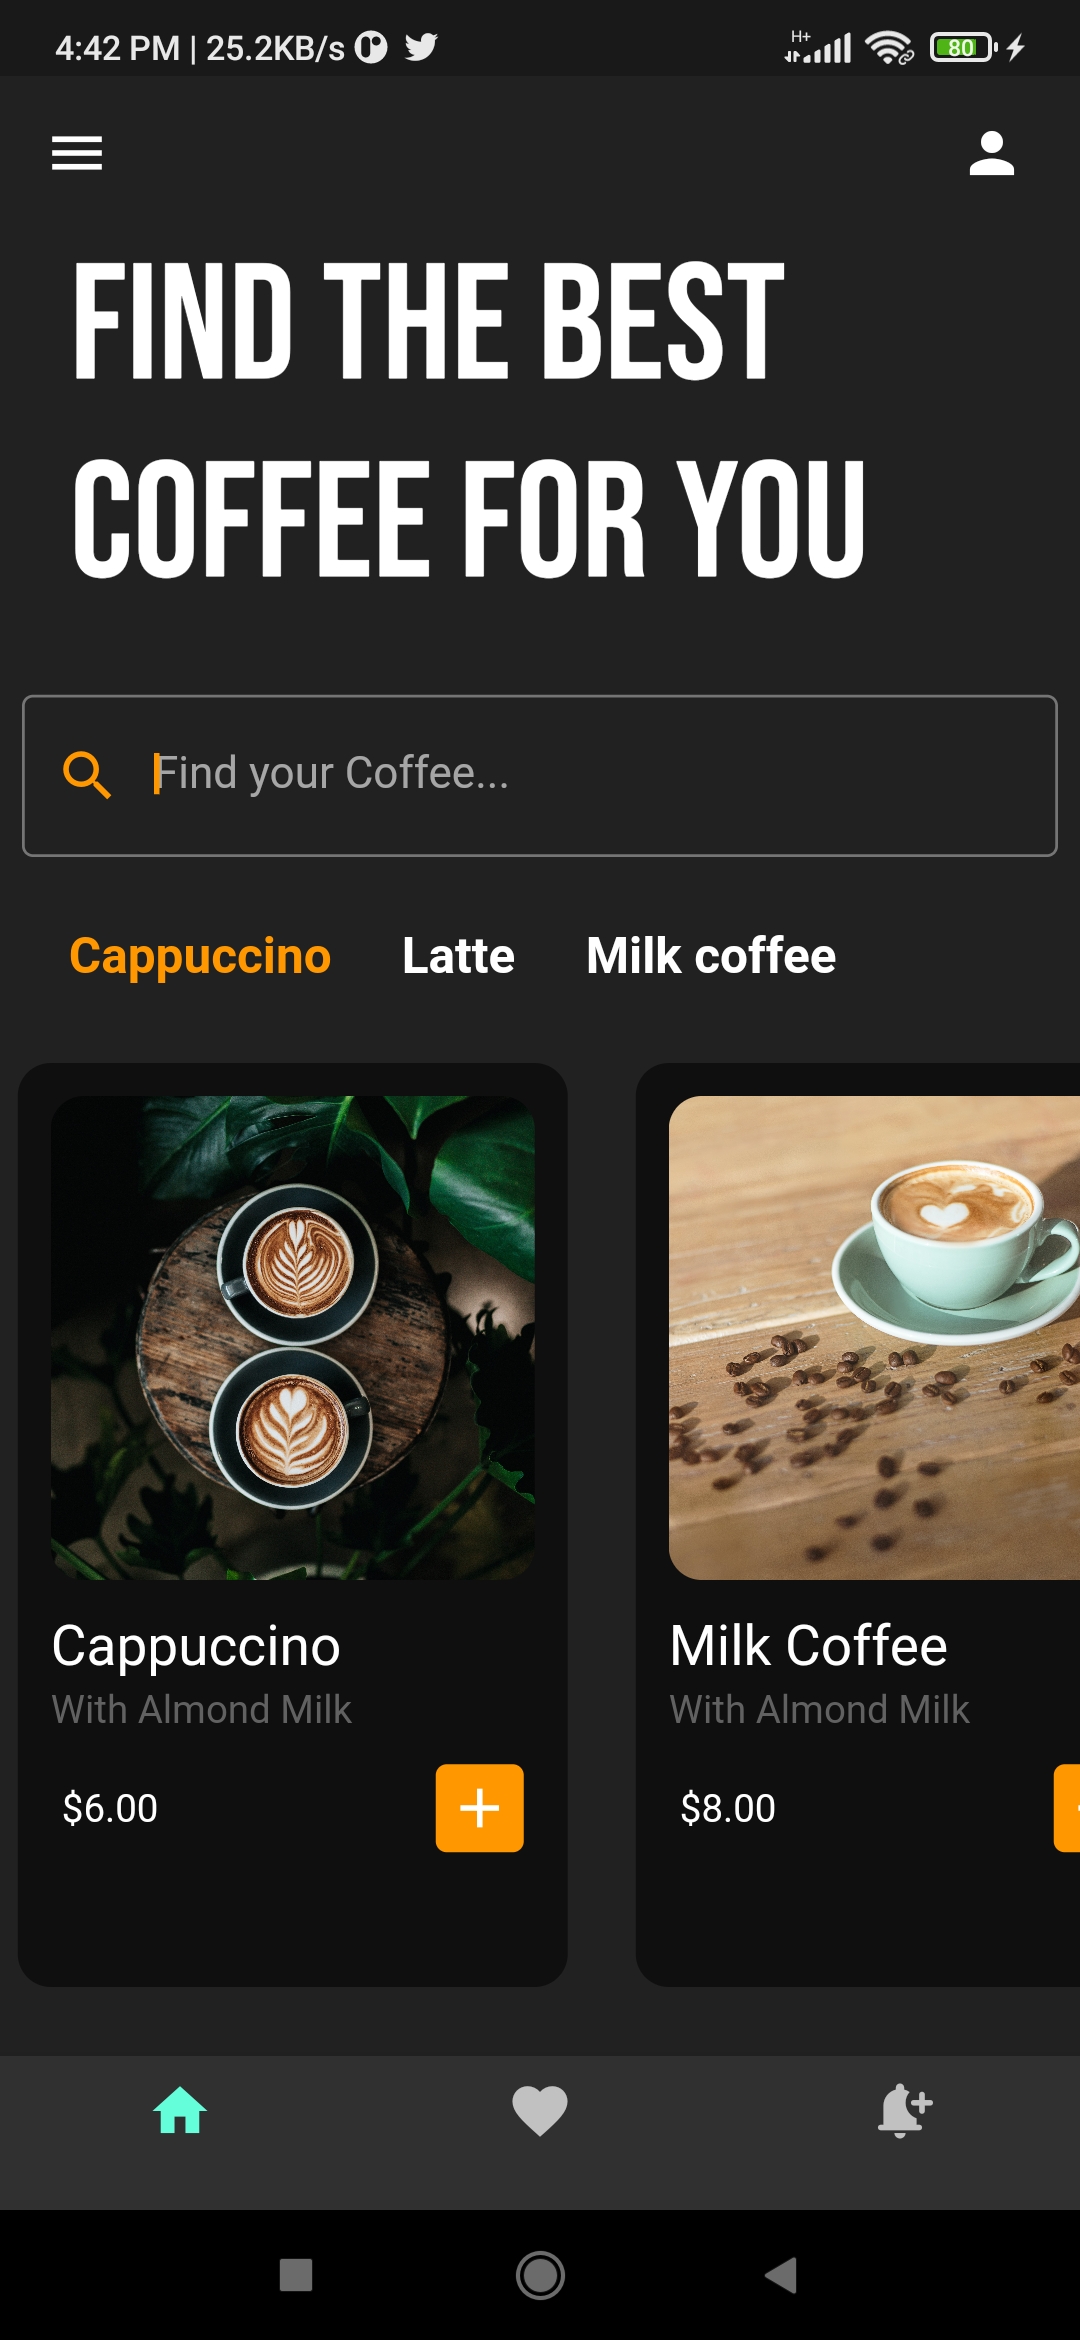 4:42 PM | 25.2KB/s H+ 80
FIND THE BEST
COFFEE FOR YOU
Find your Coffee...
Cappuccino Latte Milk coffee
Cappuccino
With Almond Milk
$6.00
Milk Coffee
With Almond Milk
$8.00